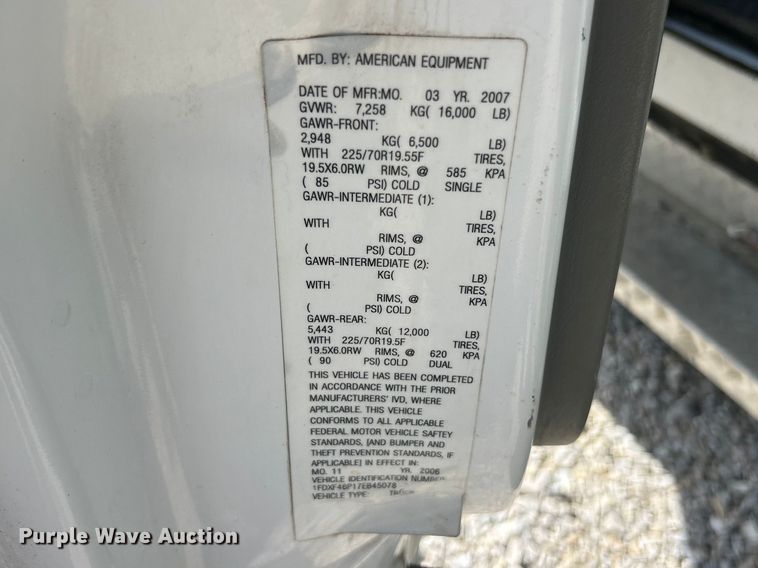 MFD. BY: AMERICAN EQUIPMENT
DATE OF MFR:MO. 03 YR. 2007
GVWR: 7,258 KG( 16,000 LB)
GAWR-FRONT:
2,948 KG( 6,500 LB)
WITH 225/70R19.55F TIRES,
19.5X6.0RW RIMS, @ 585 KPA
( 85 PSI) COLD SINGLE
GAWR-INTERMEDIATE (1):
KG( LB)
WITH TIRES,
RIMS, @ KPA
( PSI) COLD
GAWR-INTERMEDIATE (2):
KG( LB)
WITH TIRES,
RIMS, @ KPA
( PSI) COLD
GAWR-REAR:
5,443 KG( 12,000 LB)
WITH 225/70R19.5F TIRES,
19.5X6.0RW RIMS, @ 620 KPA
( 90 PSI) COLD DUAL
THIS VEHICLE HAS BEEN COMPLETED
IN ACCORDANCE WITH THE PRIOR
MANUFACTURERS' IVD, WHERE
APPLICABLE. THIS VEHICLE
CONFORMS TO ALL APPLICABLE
FEDERAL MOTOR VEHICLE SAFTEY
STANDARDS, [AND BUMPER AND
THEFT PREVENTION STANDARDS, IF
APPLICABLE] IN EFFECT IN:
MO. 11 YR. 2006
VEHICLE IDENTIFICATION NUMBER
1FDXF46P17EB45078
VEHICLE TYPE: TRUCK
Purple Wave Auction